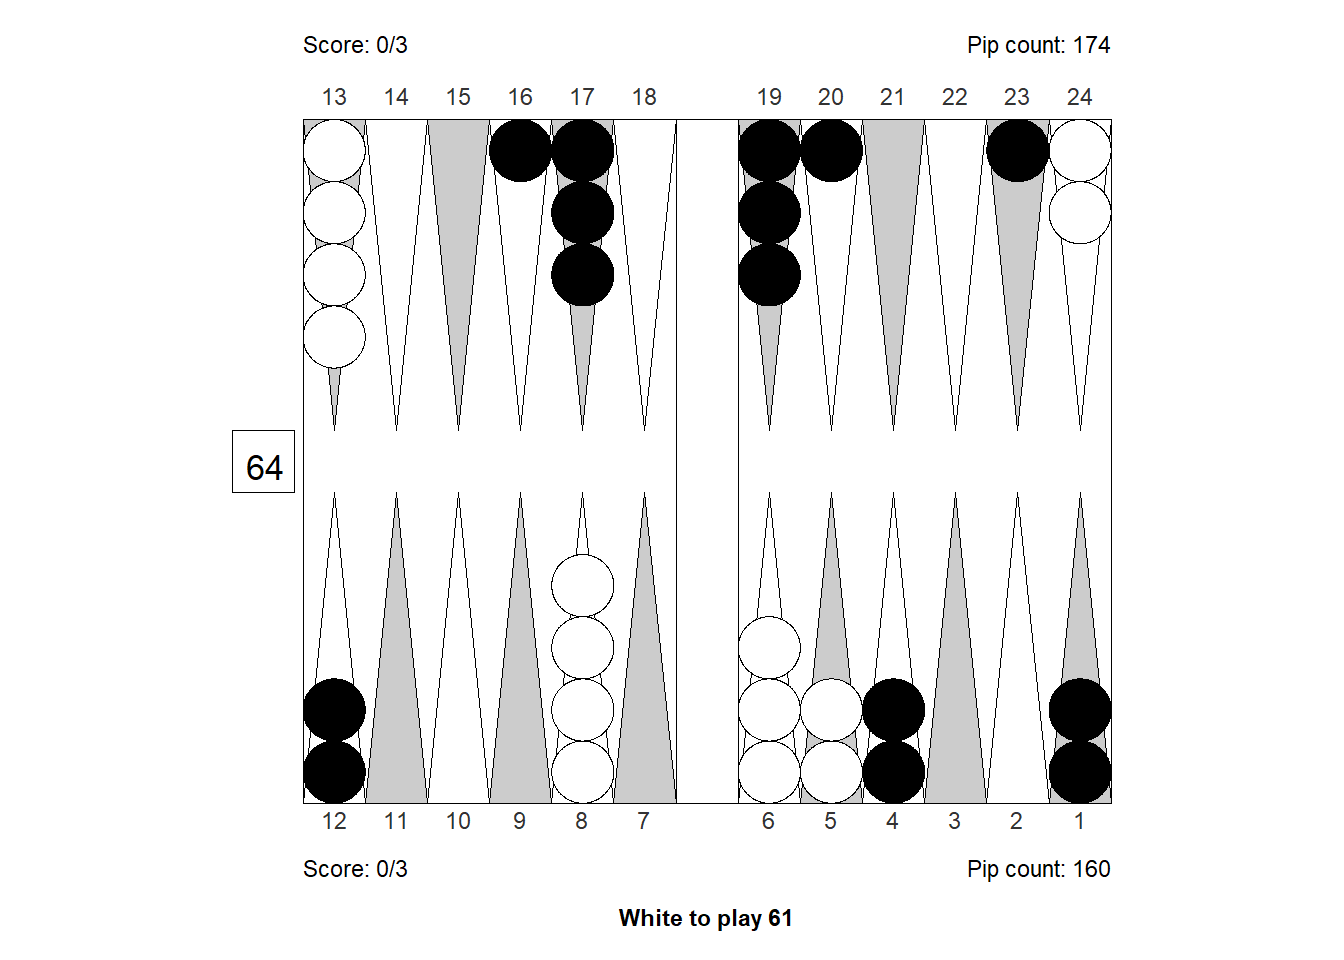 Score: 0/3 Pip count: 174
13 14 15 16 17 18 19 20 21 22 23 24
64
12 11 10 9 8 7 6 5 4 3 2 1
Score: 0/3 Pip count: 160
White to play 61